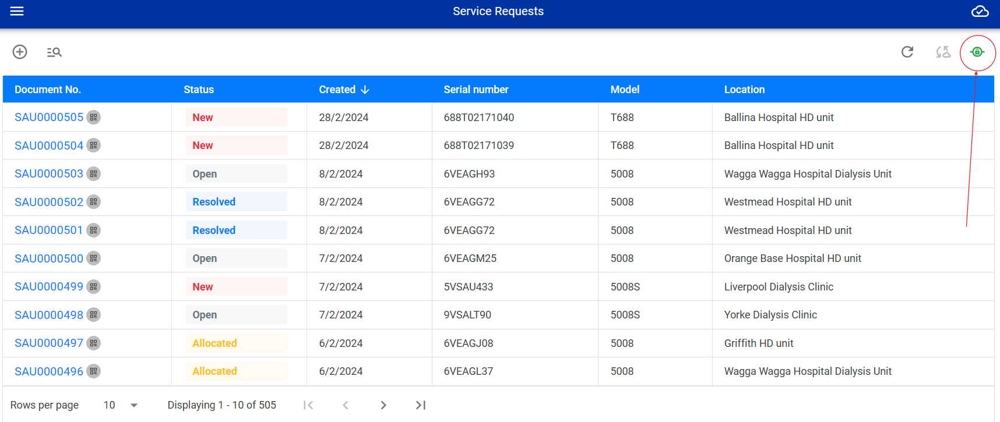 Service Requests
Document No. Status Created Serial number Model Location
SAU0000505 New 28/2/2024 688T02171040 T688 Ballina Hospital HD unit
SAU0000504 New 28/2/2024 688T02171039 T688 Ballina Hospital HD unit
SAU0000503 Open 8/2/2024 6VEAGH93 5008 Wagga Wagga Hospital Dialysis Unit
SAU0000502 Resolved 8/2/2024 6VEAGG72 5008 Westmead Hospital HD unit
SAU0000501 Resolved 8/2/2024 6VEAGG72 5008 Westmead Hospital HD unit
SAU0000500 Open 7/2/2024 6VEAGM25 5008 Orange Base Hospital HD unit
SAU0000499 New 7/2/2024 5VSAU433 5008S Liverpool Dialysis Clinic
SAU0000498 Open 7/2/2024 9VSALT90 5008S Yorke Dialysis Clinic
SAU0000497 Allocated 6/2/2024 6VEAGJ08 5008 Griffith HD unit
SAU0000496 Allocated 6/2/2024 6VEAGL37 5008 Wagga Wagga Hospital Dialysis Unit
Rows per page 10 Displaying 1 - 10 of 505